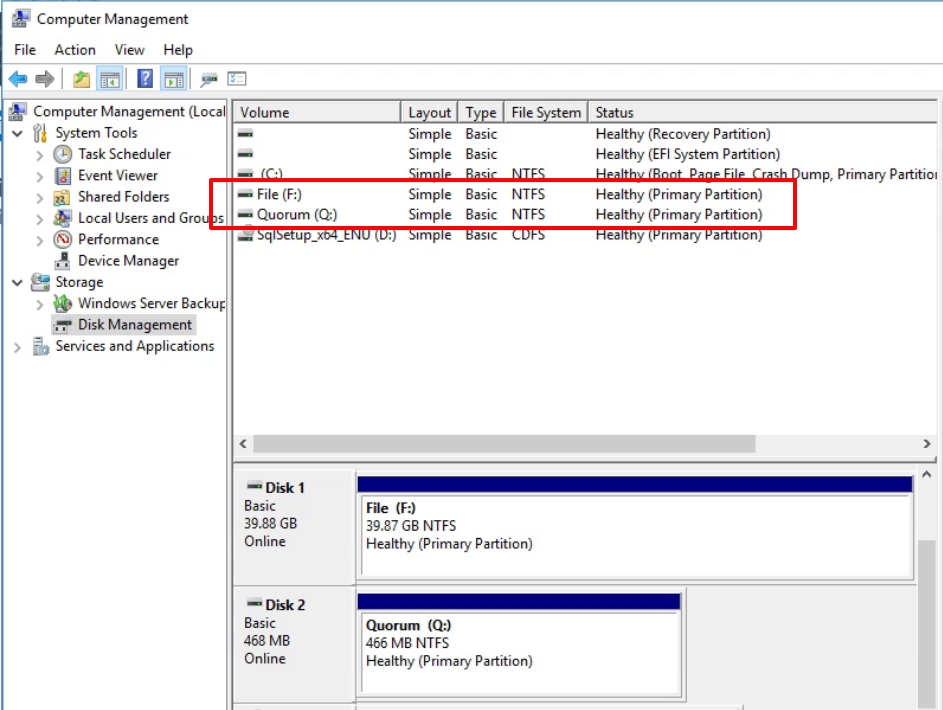 Computer Management
File Action View Help
Computer Management (Local
System Tools
Task Scheduler
Event Viewer
Shared Folders
Local Users and Groups
Performance
Device Manager
Storage
Windows Server Backup
Disk Management
Services and Applications
Volume Layout Type File System Status
Simple Basic Healthy (Recovery Partition)
Simple Basic Healthy (EFI System Partition)
(C:) Simple Basic NTFS Healthy (Boot, Page File, Crash Dump, Primary Partition
File (F:) Simple Basic NTFS Healthy (Primary Partition)
Quorum (Q:) Simple Basic NTFS Healthy (Primary Partition)
SqlSetup_x64_ENU (D:) Simple Basic CDFS Healthy (Primary Partition)
Disk 1
Basic
39.88 GB
Online
File (F:)
39.87 GB NTFS
Healthy (Primary Partition)
Disk 2
Basic
468 MB
Online
Quorum (Q:)
466 MB NTFS
Healthy (Primary Partition)